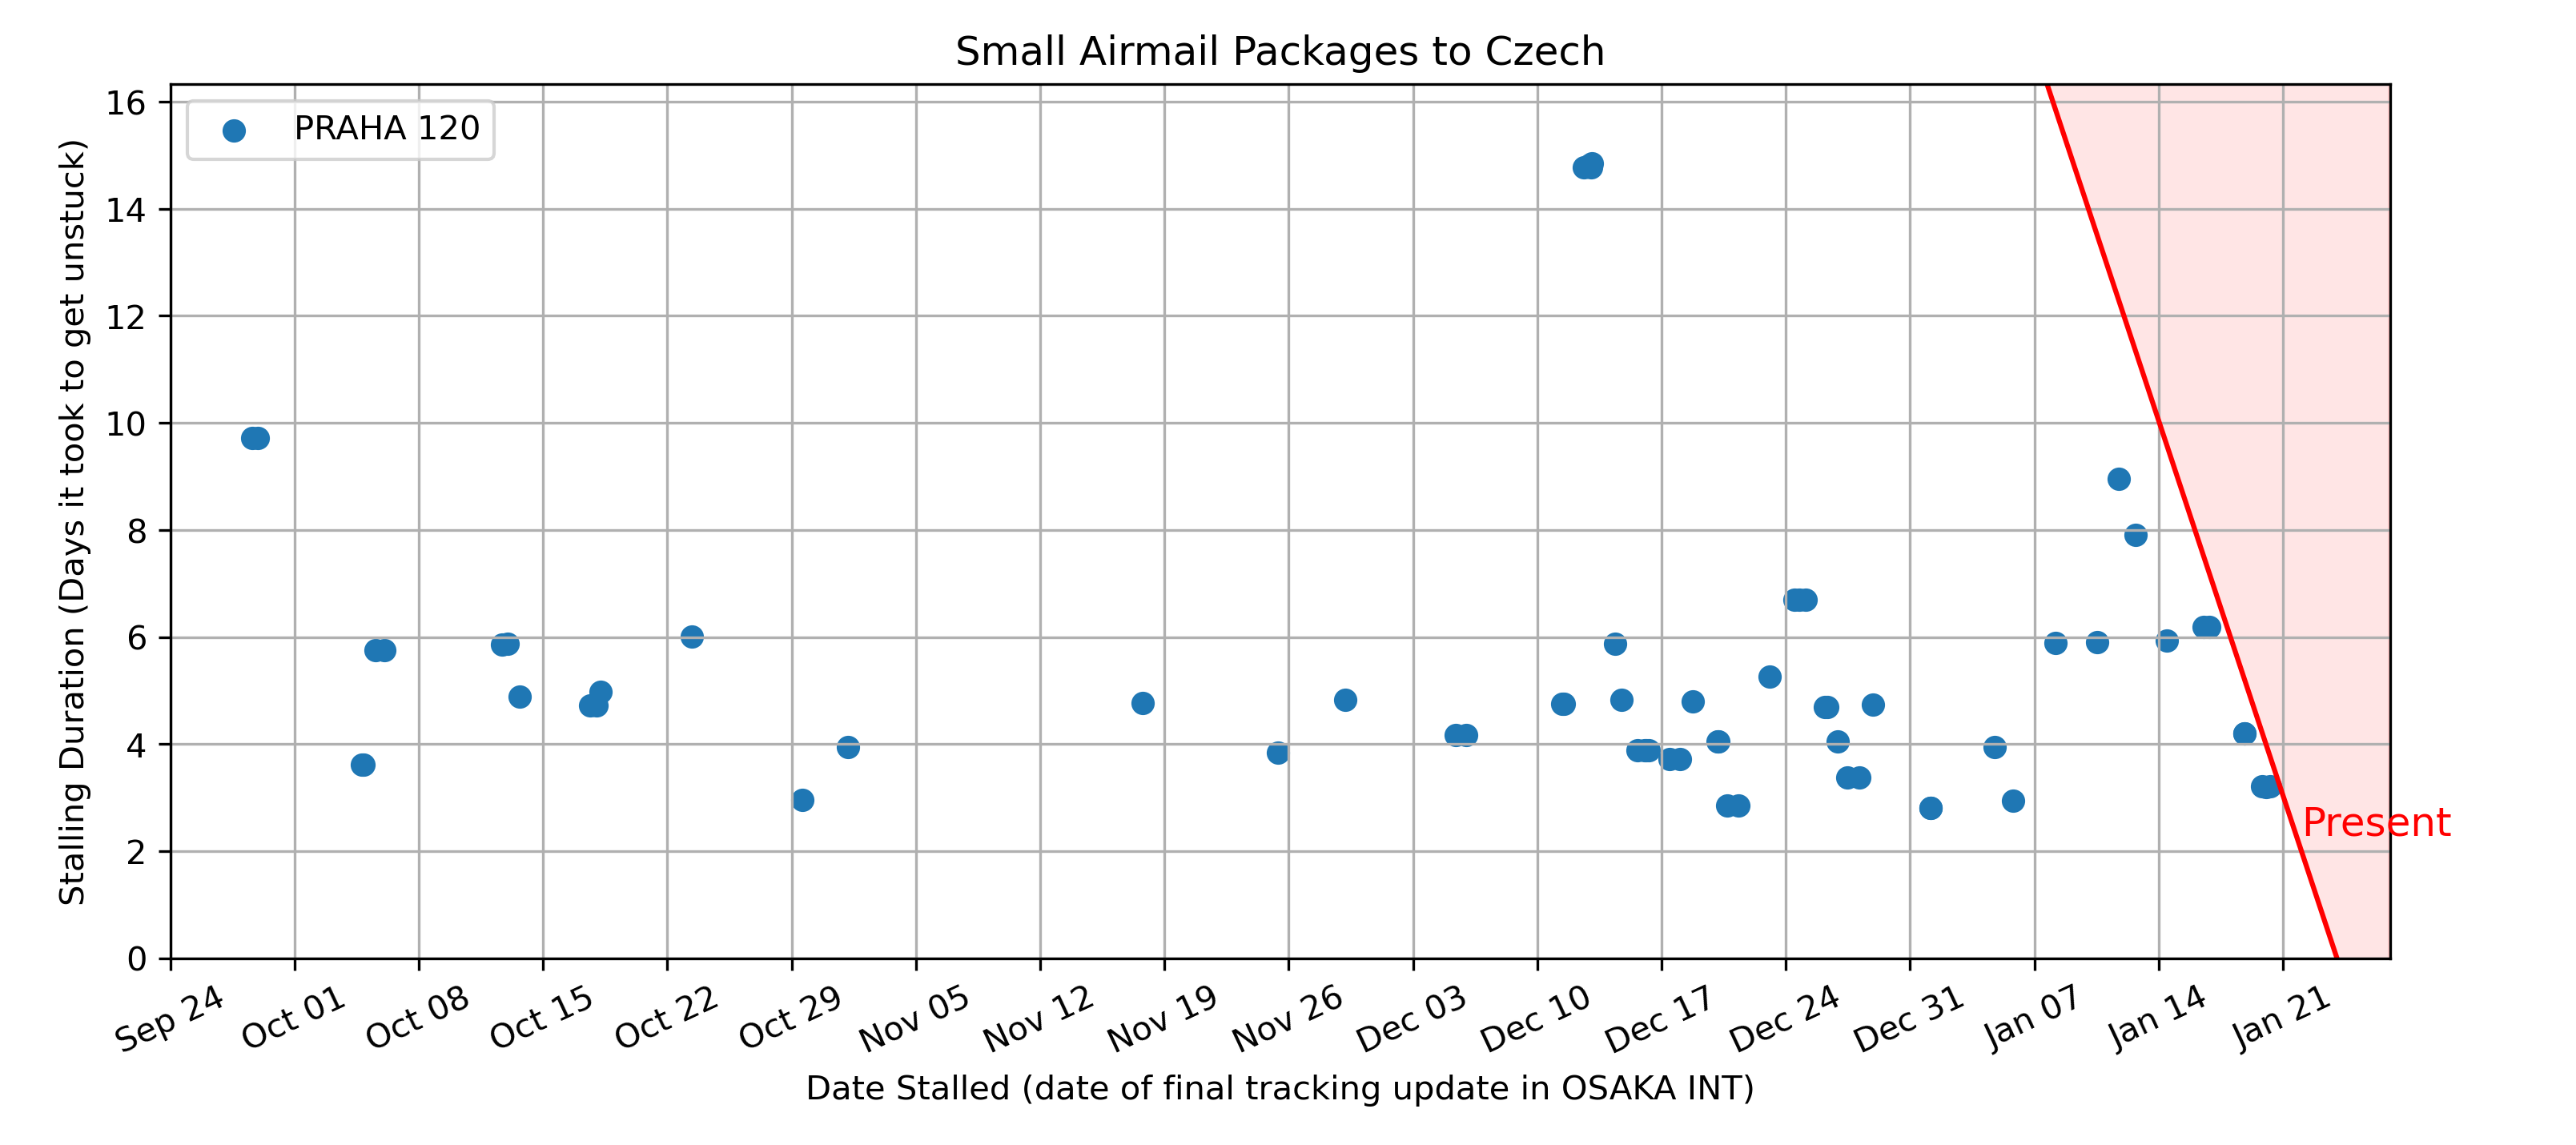 Small Airmail Packages to Czech
PRAHA 120
Stalling Duration (Days it took to get unstuck)
16
14
12
10
8
6
4
2
0
Present
Sep 24
Oct 01
Oct 08
Oct 15
Oct 22
Oct 29
Nov 05
Nov 12
Nov 19
Nov 26
Dec 03
Dec 10
Dec 17
Dec 24
Dec 31
Jan 07
Jan 14
Jan 21
Date Stalled (date of final tracking update in OSAKA INT)